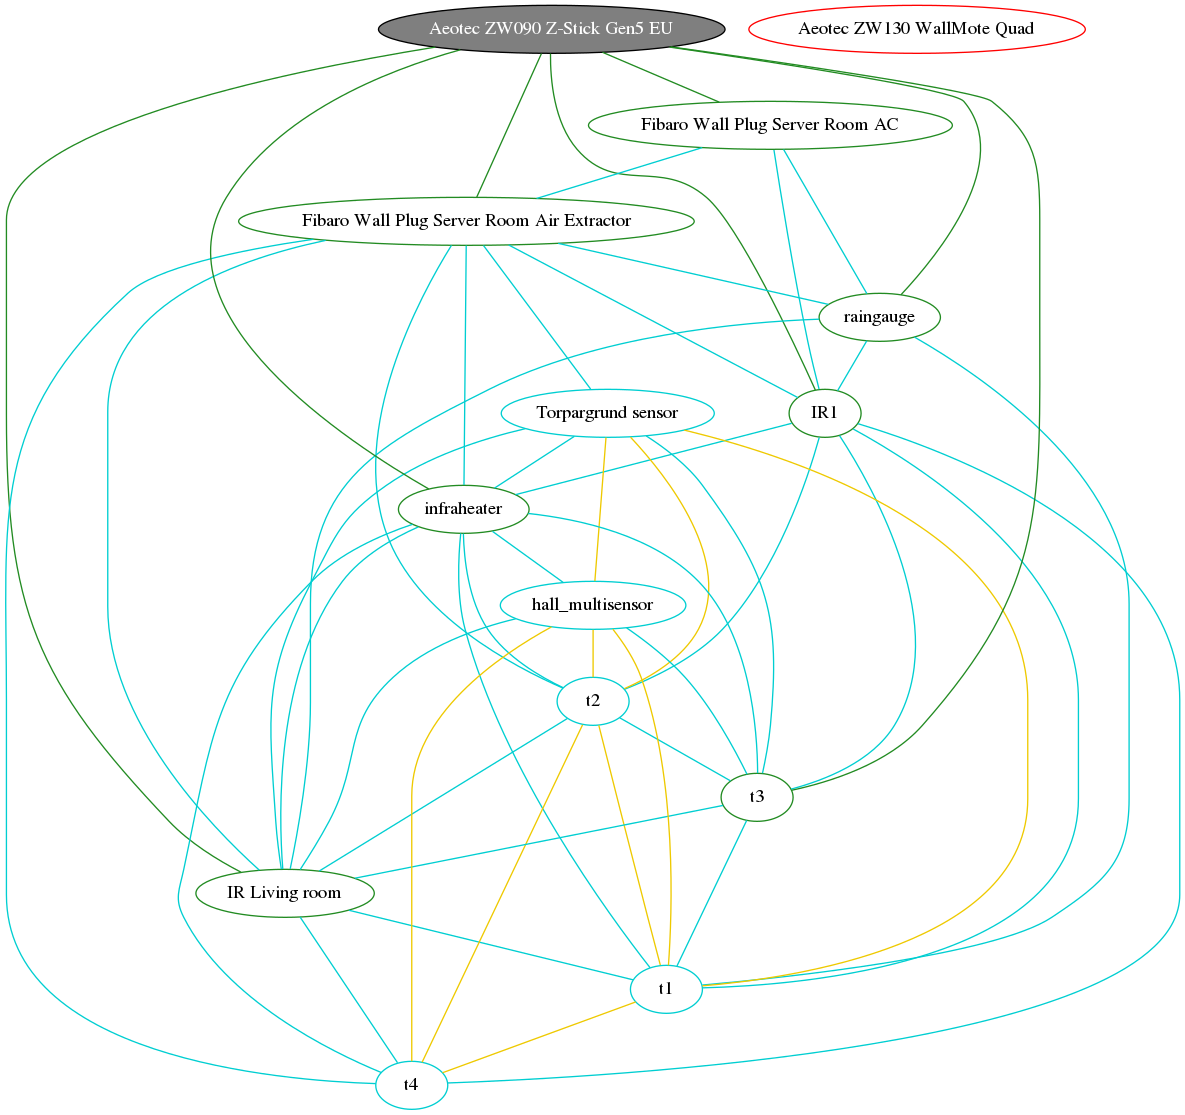 Aeotec ZW090 Z-Stick Gen5 EU
Aeotec ZW130 WallMote Quad
Fibaro Wall Plug Server Room AC
Fibaro Wall Plug Server Room Air Extractor
raingauge
Torpargrund sensor
IR1
infraheater
hall_multisensor
t2
t3
IR Living room
t1
t4